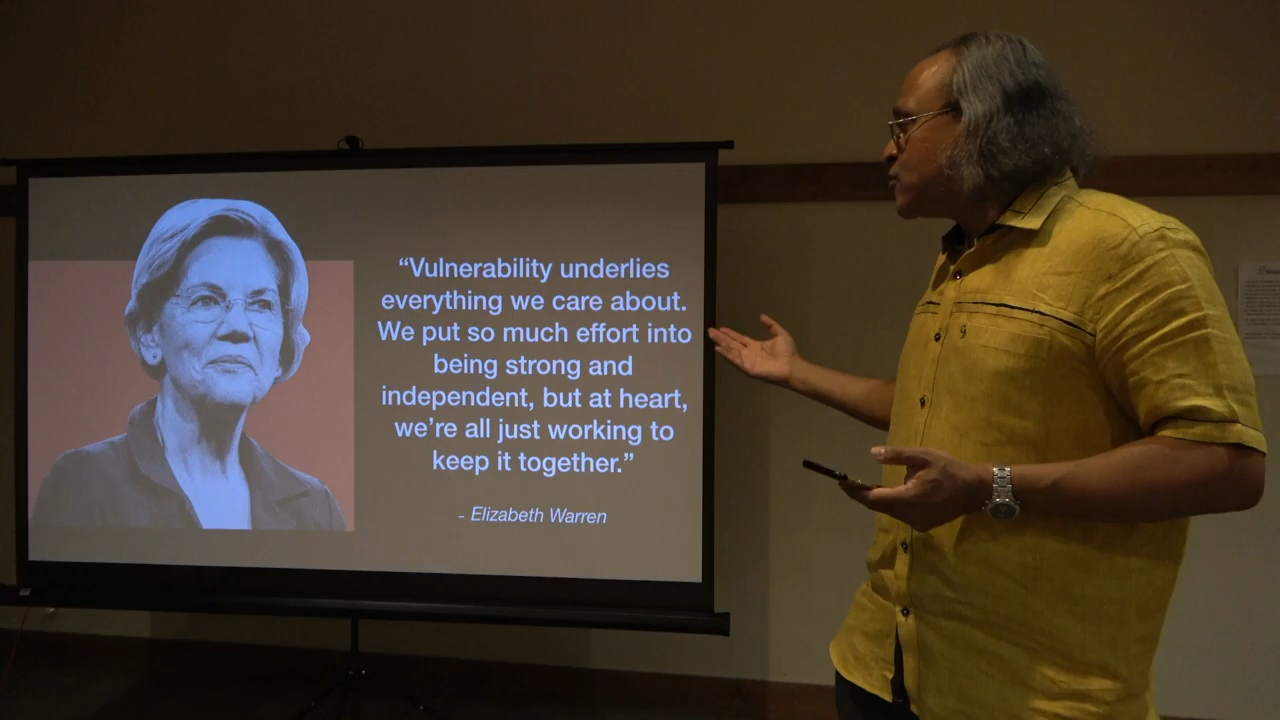 “Vulnerability underlies
everything we care about.
We put so much effort into
being strong and
independent, but at heart,
we’re all just working to
keep it together.”
- Elizabeth Warren